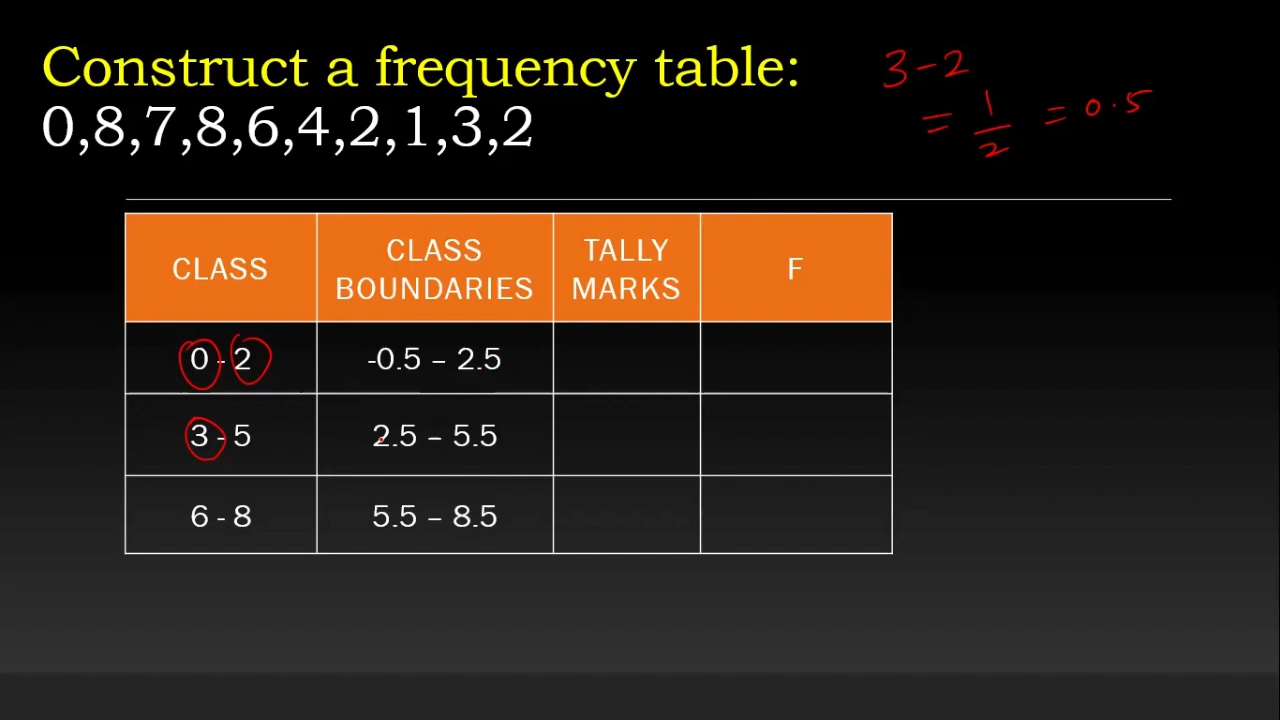 Construct a frequency table:
0,8,7,8,6,4,2,1,3,2
3-2
= 1/2 = 0.5
CLASS
CLASS
BOUNDARIES
TALLY
MARKS
F
0 - 2
-0.5 – 2.5
3 - 5
2.5 – 5.5
6 - 8
5.5 – 8.5